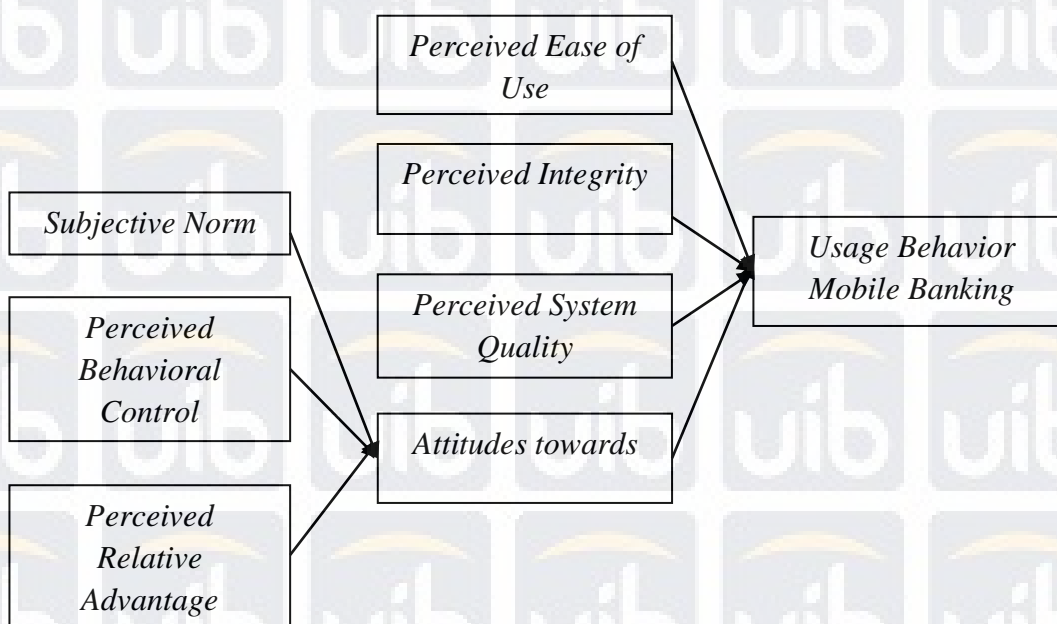 Perceived Ease of
Use
Perceived Integrity
Subjective Norm
Usage Behavior
Mobile Banking
Perceived System
Quality
Perceived
Behavioral
Control
Attitudes towards
Perceived
Relative
Advantage
uib